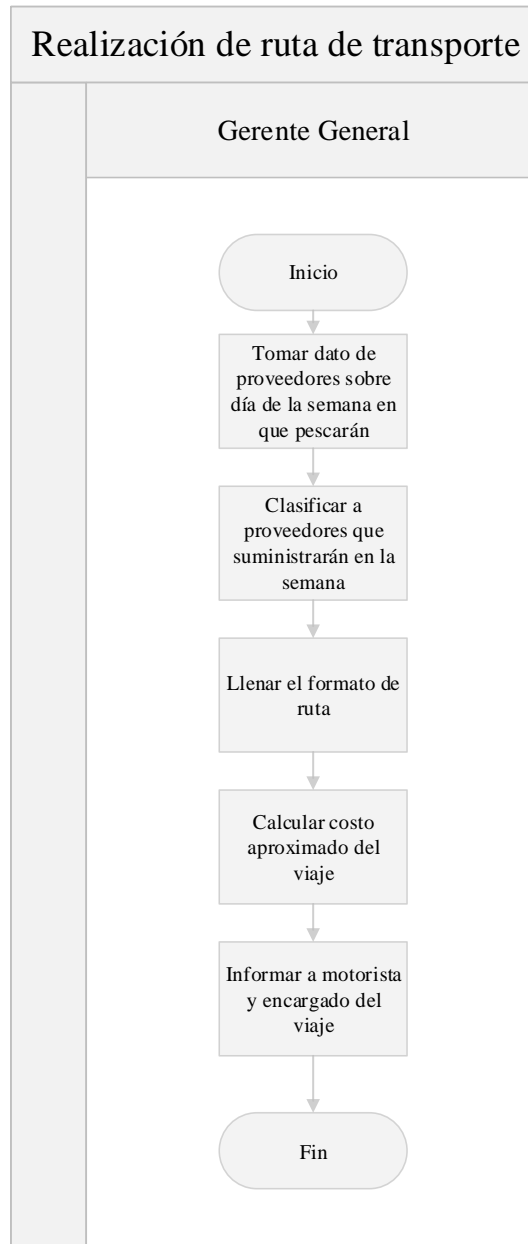 Realización de ruta de transporte
Gerente General
Inicio
Tomar dato de
proveedores sobre
día de la semana en
que pescarán
Clasificar a
proveedores que
suministrarán en la
semana
Llenar el formato de
ruta
Calcular costo
aproximado del
viaje
Informar a motorista
y encargado del
viaje
Fin